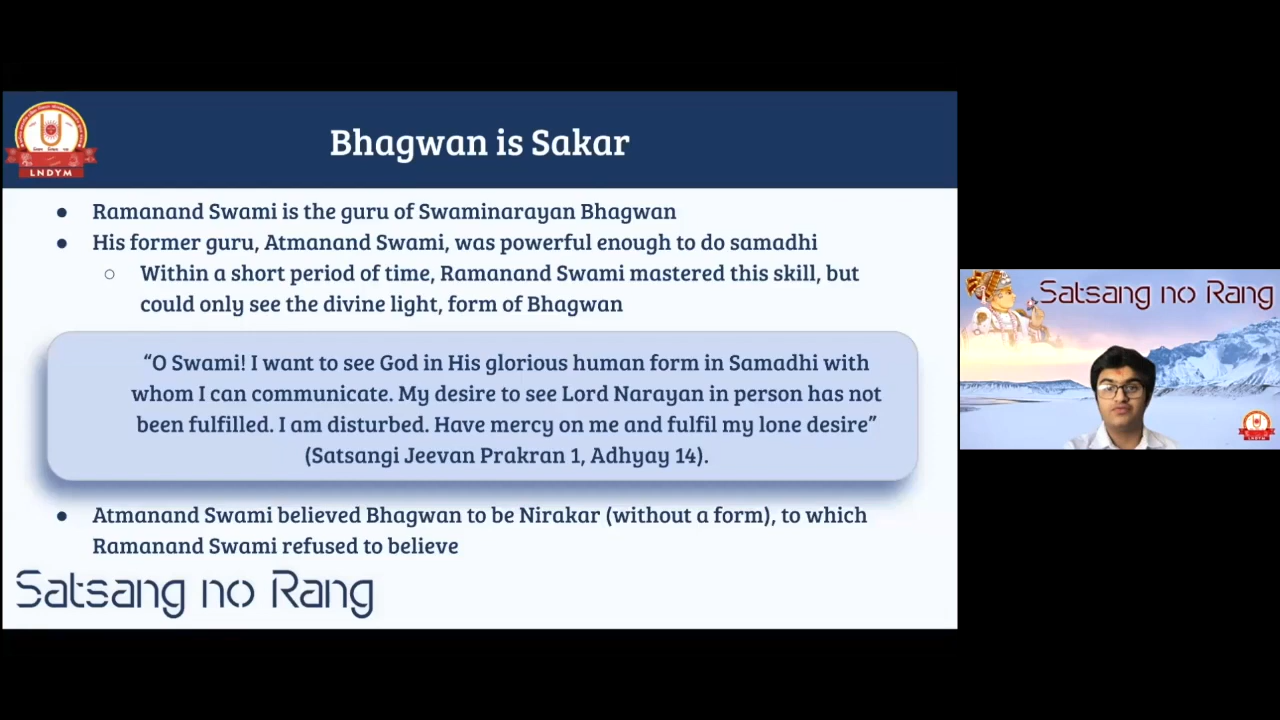 Bhagwan is Sakar
LNDYM
● Ramanand Swami is the guru of Swaminarayan Bhagwan
● His former guru, Atmanand Swami, was powerful enough to do samadhi
○ Within a short period of time, Ramanand Swami mastered this skill, but
could only see the divine light, form of Bhagwan
“O Swami! I want to see God in His glorious human form in Samadhi with
whom I can communicate. My desire to see Lord Narayan in person has not
been fulfilled. I am disturbed. Have mercy on me and fulfil my lone desire”
(Satsangi Jeevan Prakran 1, Adhyay 14).
● Atmanand Swami believed Bhagwan to be Nirakar (without a form), to which
Ramanand Swami refused to believe
Satsang no Rang
Satsang no Rang
LNDYM